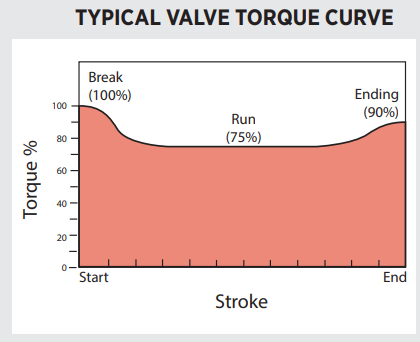 TYPICAL VALVE TORQUE CURVE
Break
(100%)
Ending
(90%)
Run
(75%)
100
80
60
40
20
0
Torque %
Start
End
Stroke